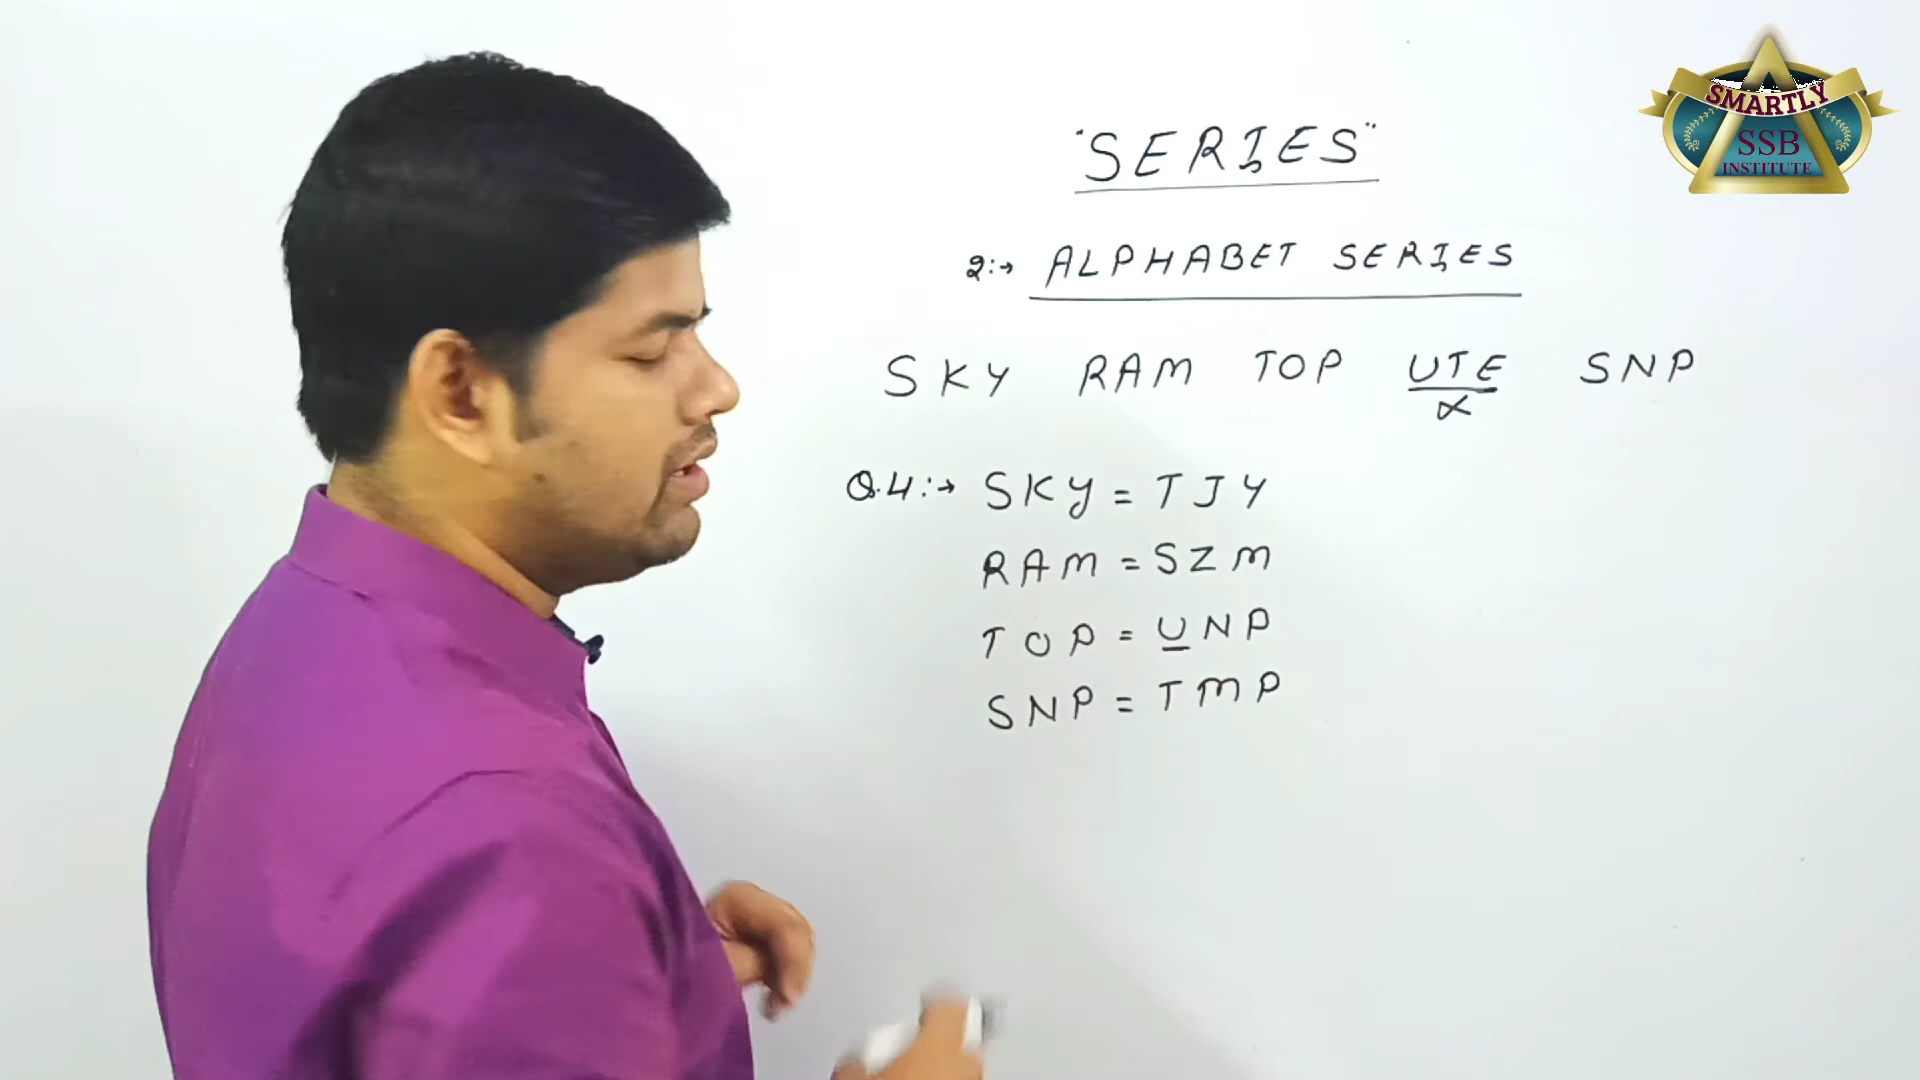 SMARTLY
SSB
INSTITUTE
"SERIES"
2:→ ALPHABET SERIES
SKY RAM TOP UTE SNP
α
Q.4:→ SKY = TJY
RAM = SZM
TOP = UNP
SNP = TMP